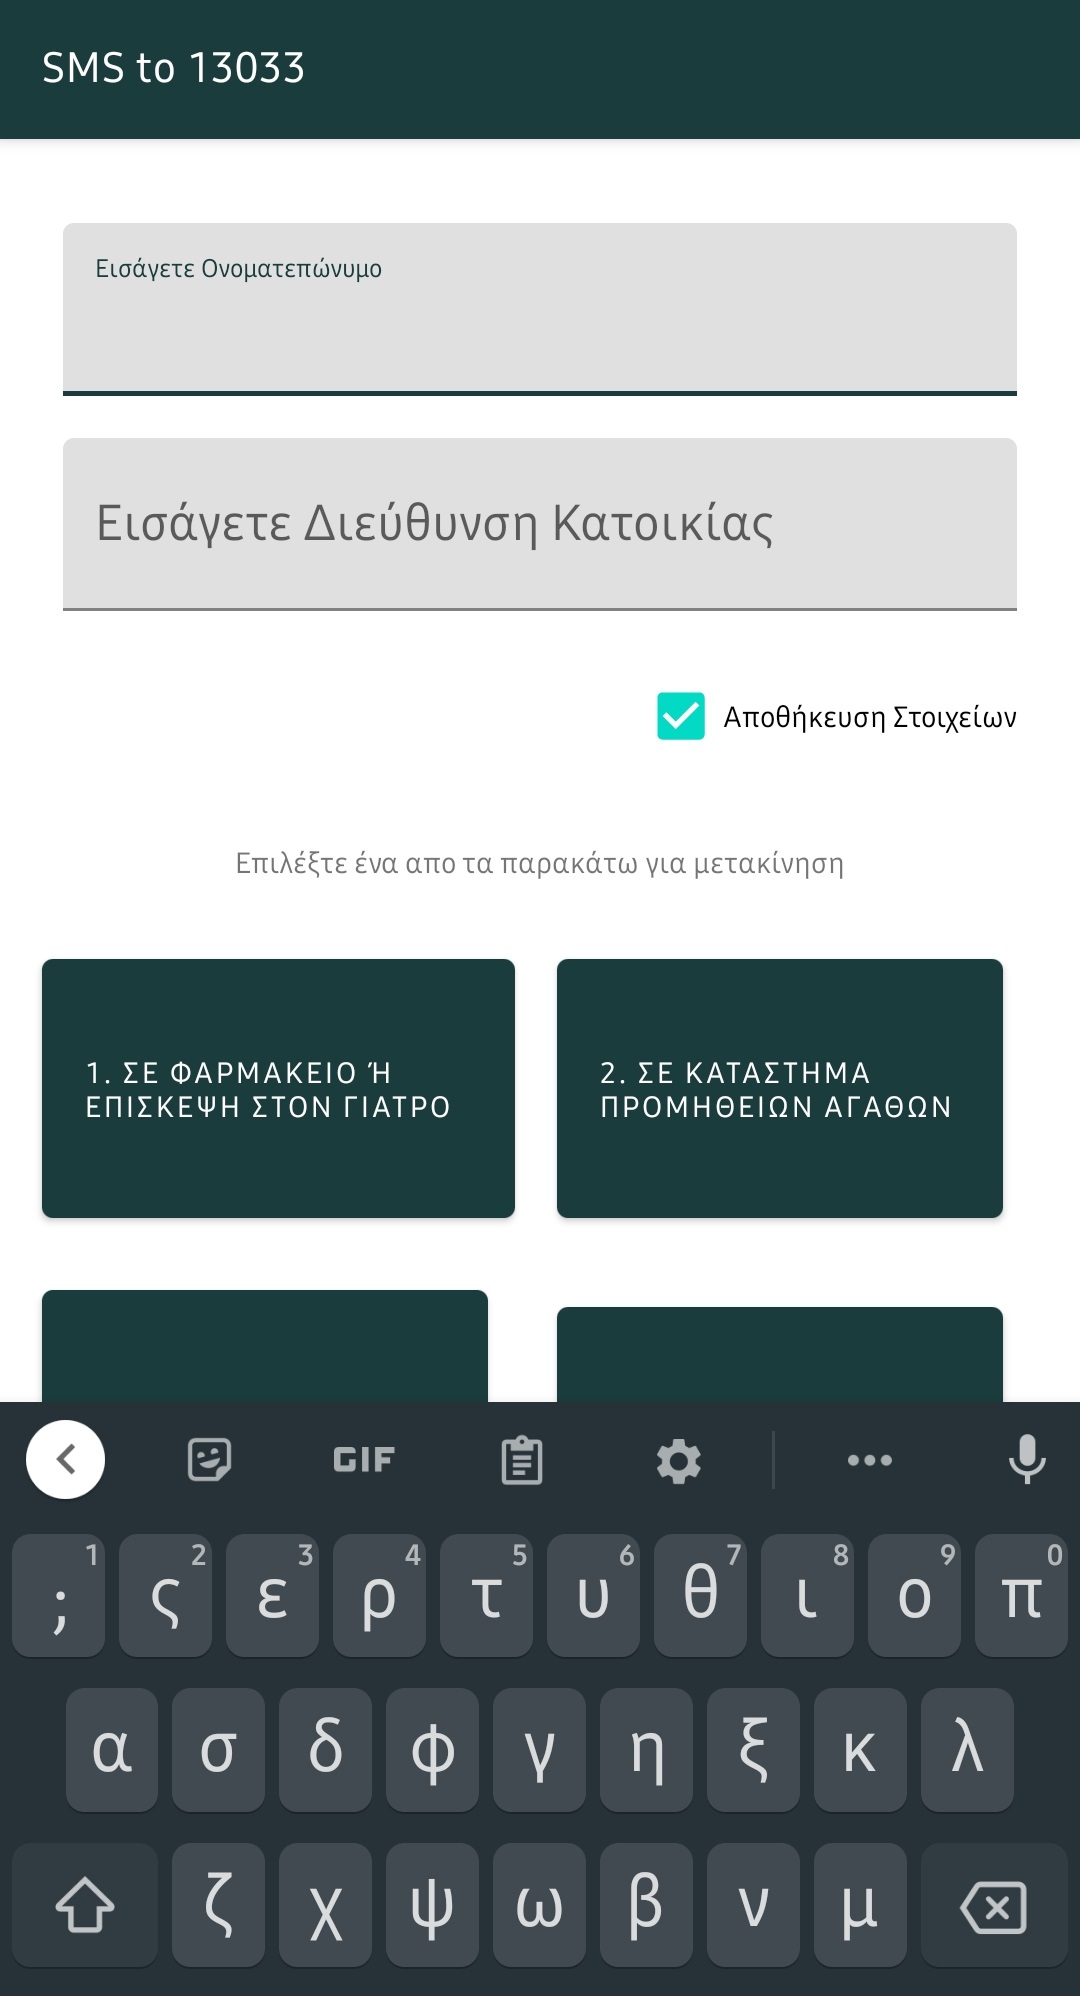 SMS to 13033
Εισάγετε Ονοματεπώνυμο
Εισάγετε Διεύθυνση Κατοικίας
Αποθήκευση Στοιχείων
Επιλέξτε ένα απο τα παρακάτω για μετακίνηση
1. ΣΕ ΦΑΡΜΑΚΕΙΟ Ή
ΕΠΙΣΚΕΨΗ ΣΤΟΝ ΓΙΑΤΡΟ
2. ΣΕ ΚΑΤΑΣΤΗΜΑ
ΠΡΟΜΗΘΕΙΩΝ ΑΓΑΘΩΝ
GIF
1 2 3 4 5 6 7 8 9 0
; ς ε ρ τ υ θ ι ο π
α σ δ φ γ η ξ κ λ
ζ χ ψ ω β ν μ